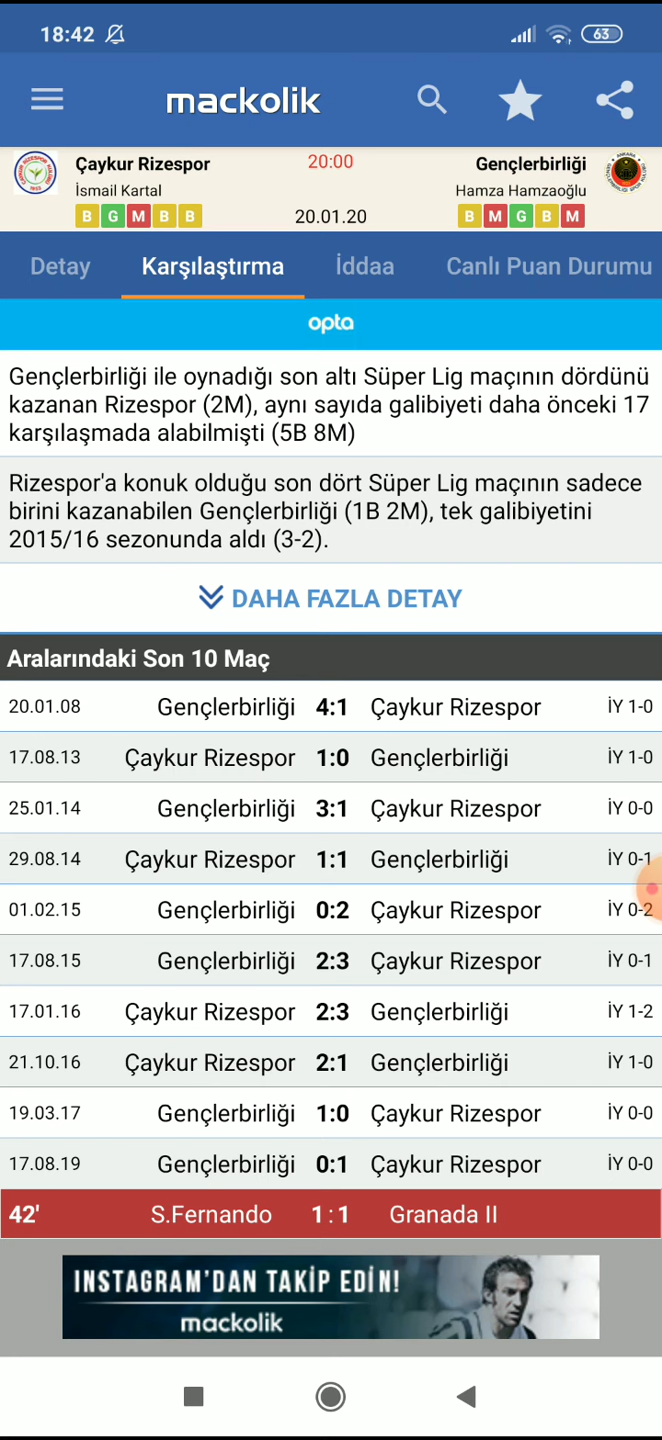 18:42 63
mackolik
Çaykur Rizespor 20:00 Gençlerbirliği
İsmail Kartal Hamza Hamzaoğlu
B G M B B 20.01.20 B M G B M
Detay Karşılaştırma İddaa Canlı Puan Durumu
opta
Gençlerbirliği ile oynadığı son altı Süper Lig maçının dördünü
kazanan Rizespor (2M), aynı sayıda galibiyeti daha önceki 17
karşılaşmada alabilmişti (5B 8M)
Rizespor'a konuk olduğu son dört Süper Lig maçının sadece
birini kazanabilen Gençlerbirliği (1B 2M), tek galibiyetini
2015/16 sezonunda aldı (3-2).
DAHA FAZLA DETAY
Aralarındaki Son 10 Maç
20.01.08 Gençlerbirliği 4:1 Çaykur Rizespor İY 1-0
17.08.13 Çaykur Rizespor 1:0 Gençlerbirliği İY 1-0
25.01.14 Gençlerbirliği 3:1 Çaykur Rizespor İY 0-0
29.08.14 Çaykur Rizespor 1:1 Gençlerbirliği İY 0-1
01.02.15 Gençlerbirliği 0:2 Çaykur Rizespor İY 0-2
17.08.15 Gençlerbirliği 2:3 Çaykur Rizespor İY 0-1
17.01.16 Çaykur Rizespor 2:3 Gençlerbirliği İY 1-2
21.10.16 Çaykur Rizespor 2:1 Gençlerbirliği İY 1-0
19.03.17 Gençlerbirliği 1:0 Çaykur Rizespor İY 0-0
17.08.19 Gençlerbirliği 0:1 Çaykur Rizespor İY 0-0
42' S.Fernando 1:1 Granada II
INSTAGRAM'DAN TAKİP EDİN!
mackolik